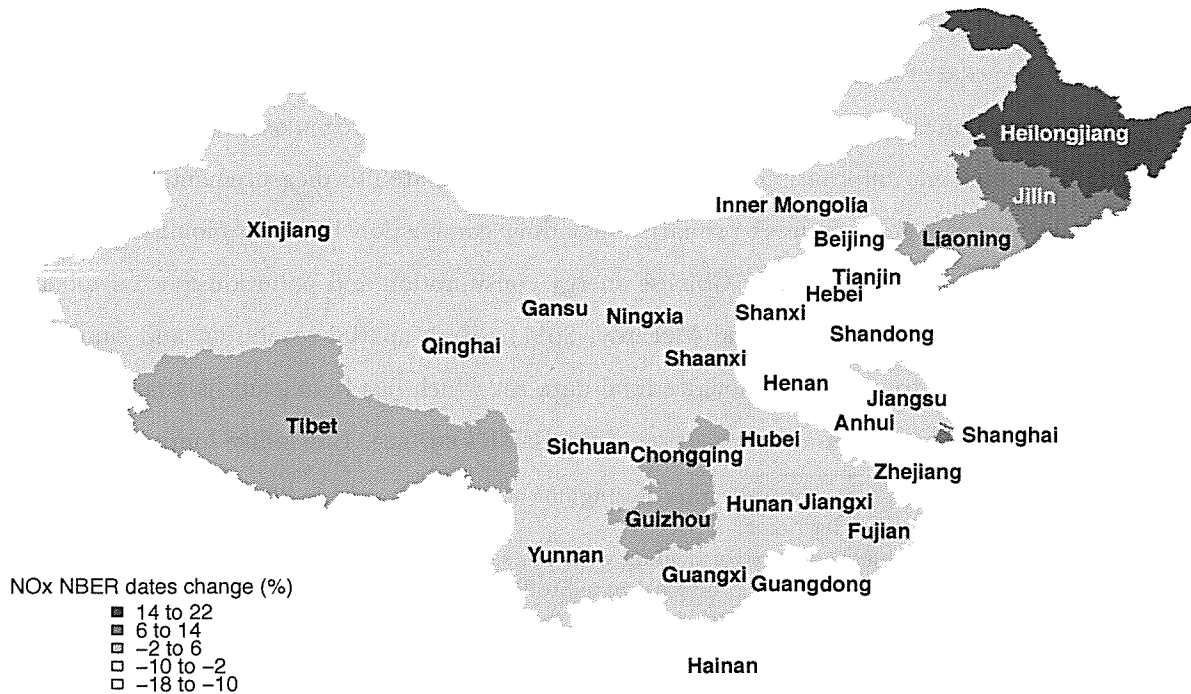 Heilongjiang
Jilin
Inner Mongolia
Xinjiang
Beijing
Liaoning
Tianjin
Hebei
Gansu
Ningxia
Shanxi
Shandong
Qinghai
Shaanxi
Henan
Jiangsu
Tibet
Anhui
Shanghai
Sichuan
Chongqing
Hubei
Zhejiang
Hunan
Jiangxi
Guizhou
Fujian
Yunnan
Guangxi
Guangdong
NOx NBER dates change (%)
14 to 22
6 to 14
−2 to 6
−10 to −2
−18 to −10
Hainan